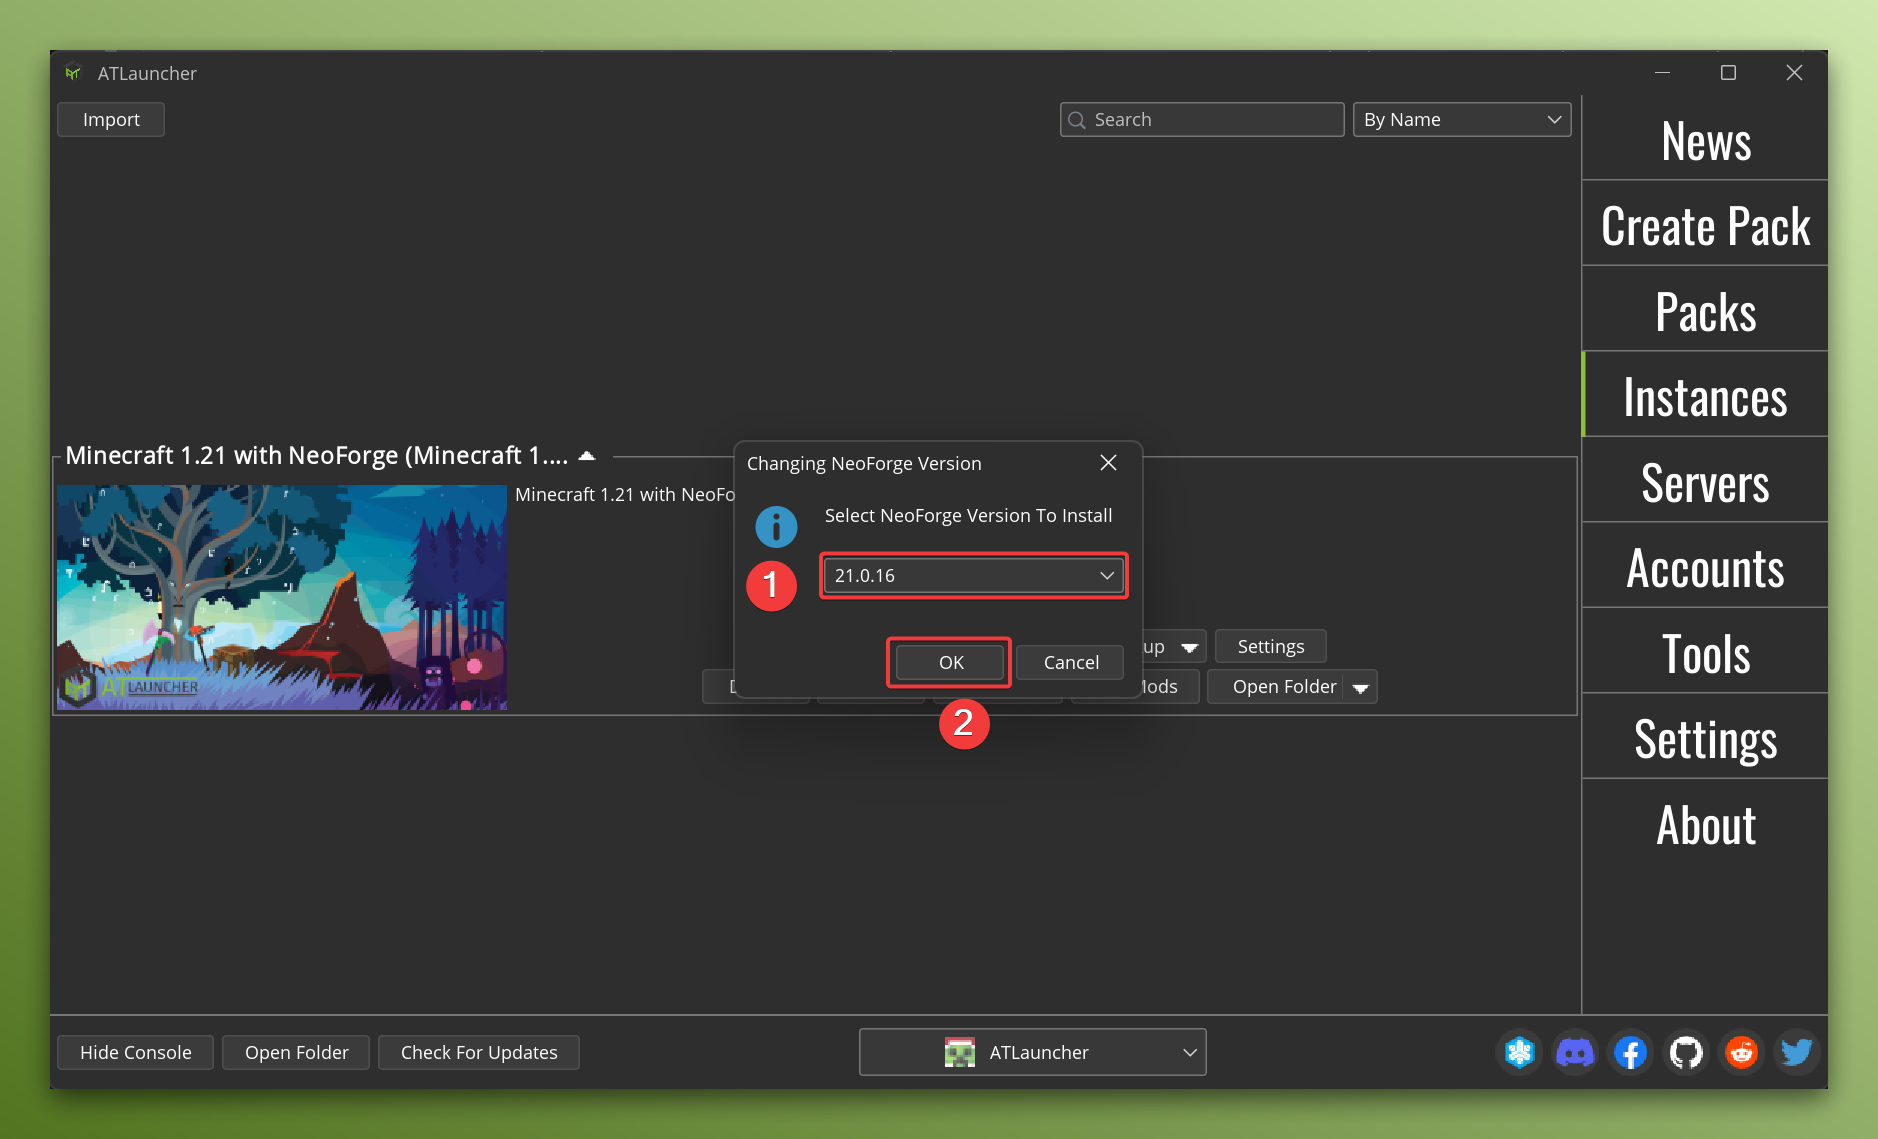 ATLauncher
Import
Search
By Name
News
Create Pack
Packs
Instances
Servers
Accounts
Tools
Settings
About
Minecraft 1.21 with NeoForge (Minecraft 1....
Minecraft 1.21 with NeoFo
ATLAUNCHER
Changing NeoForge Version
Select NeoForge Version To Install
1
21.0.16
OK
Cancel
2
up
Settings
Mods
Open Folder
Hide Console
Open Folder
Check For Updates
ATLauncher